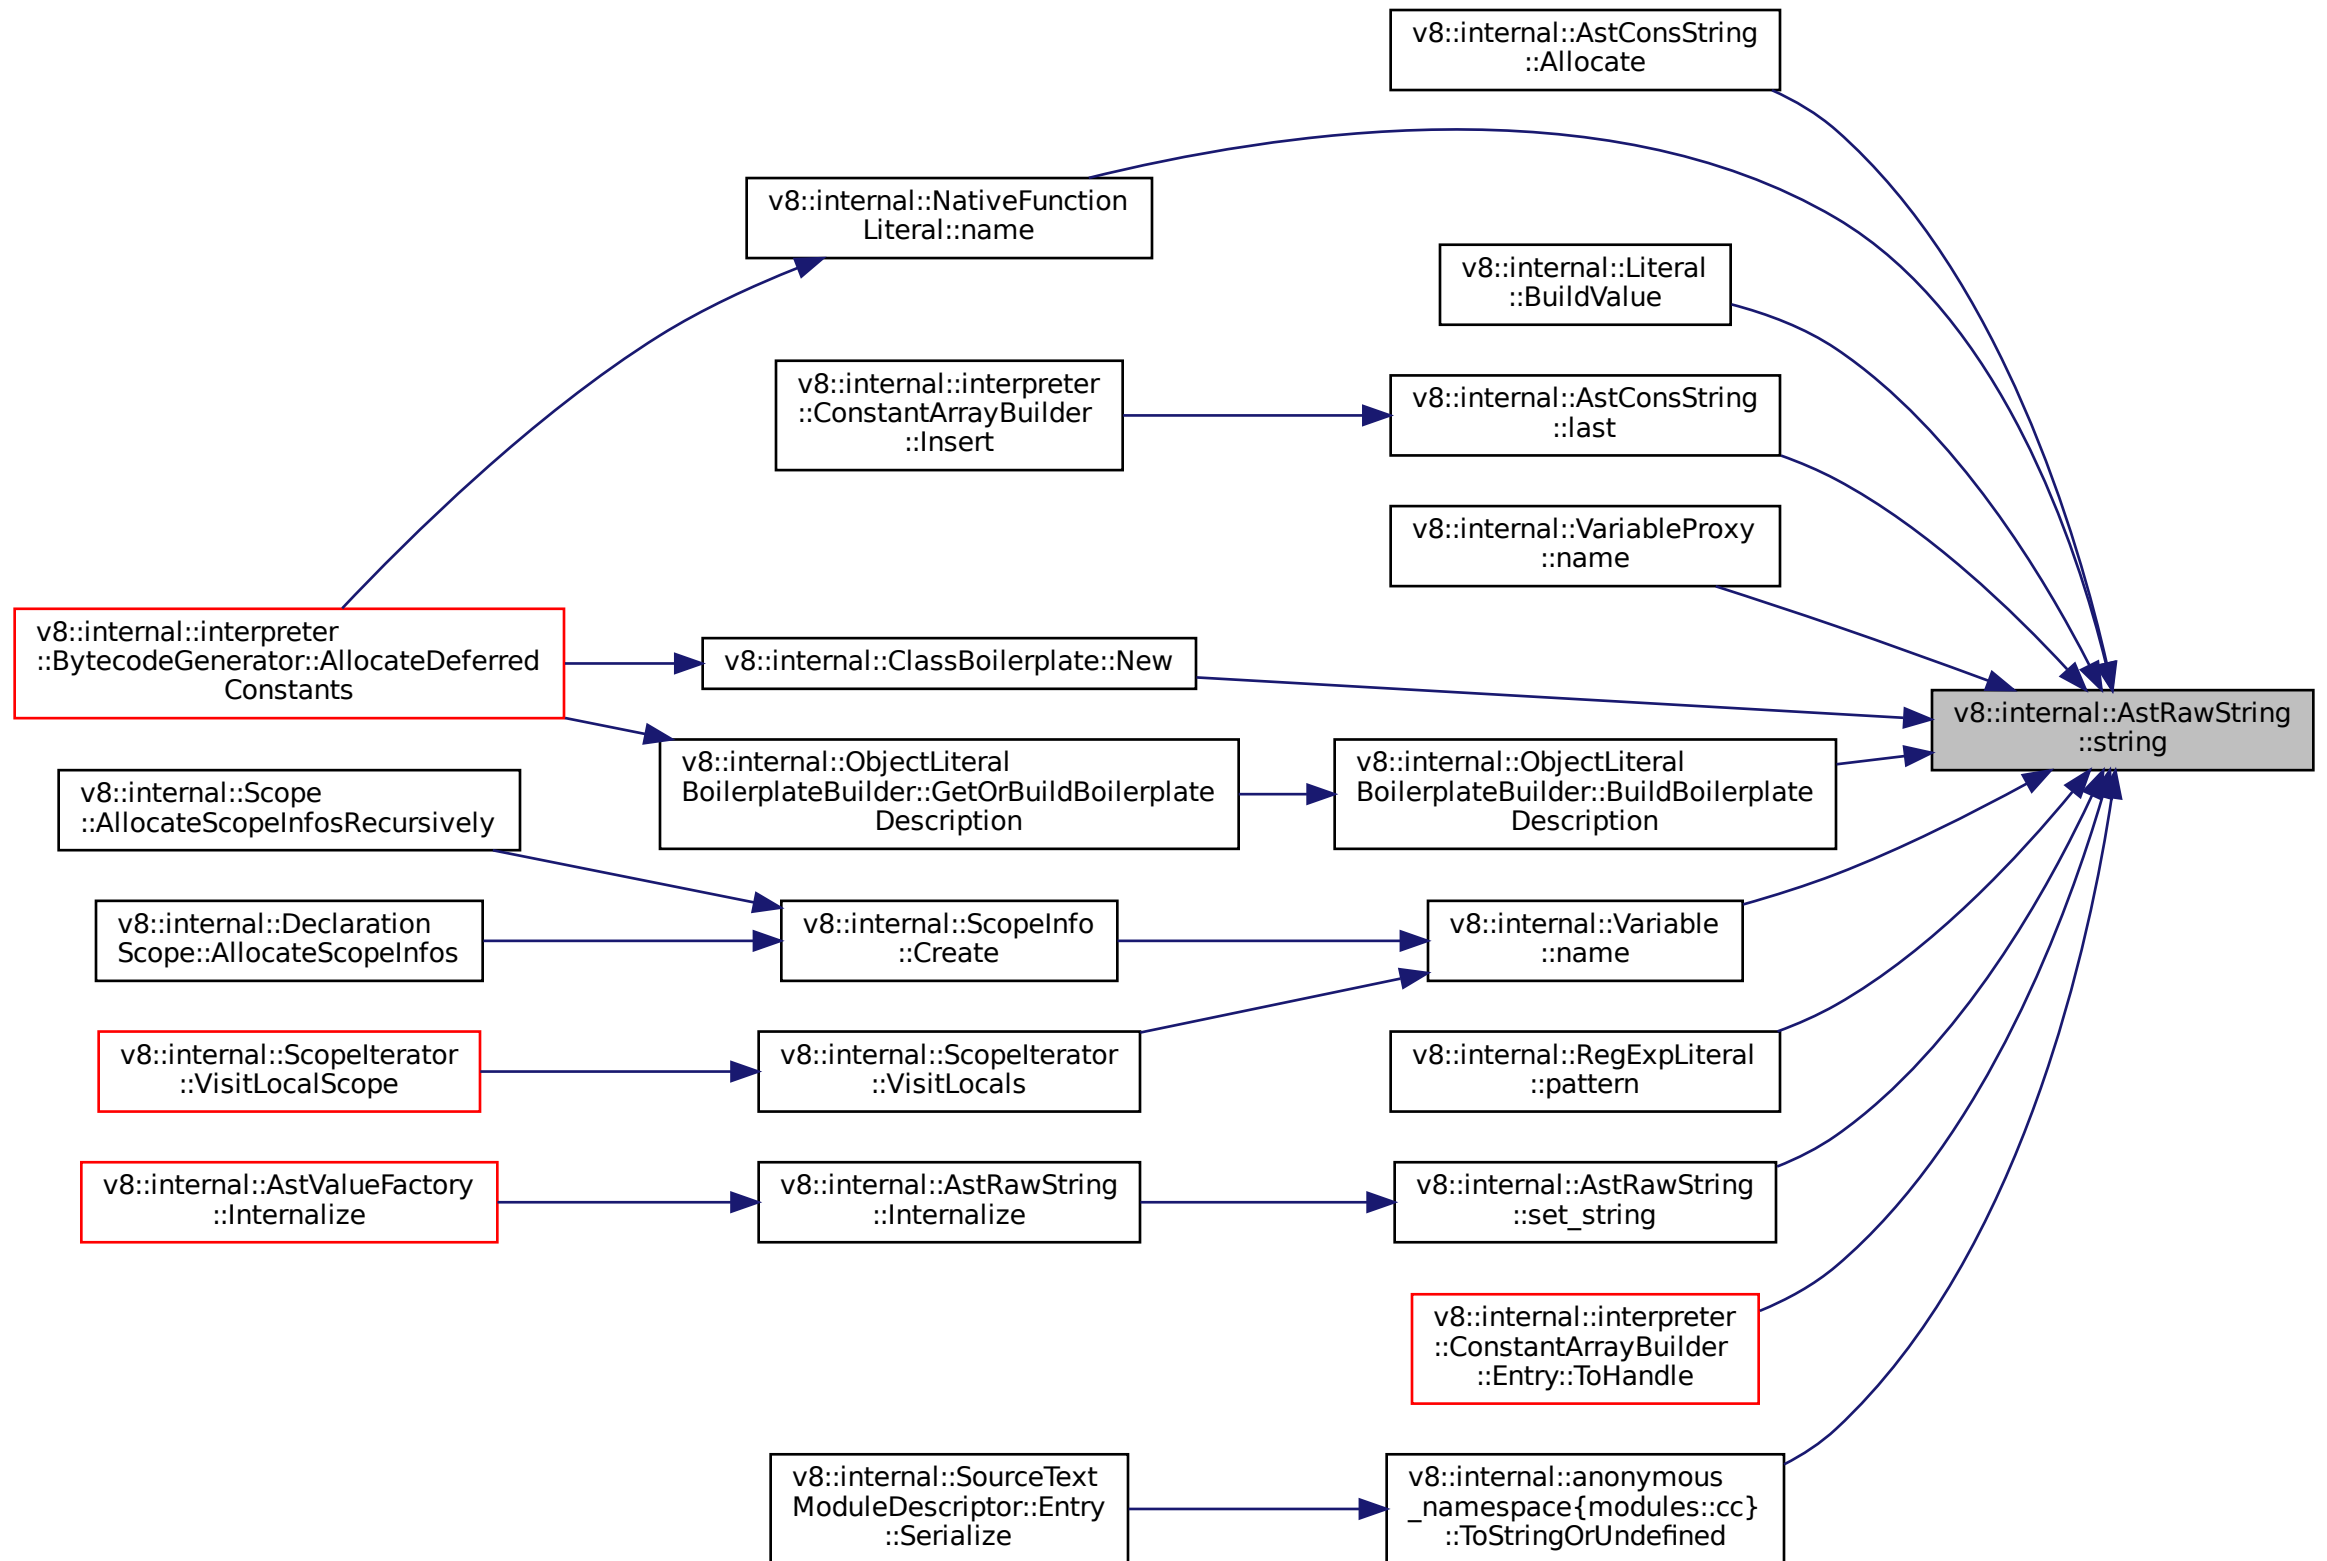 v8::internal::AstConsString
::Allocate
v8::internal::NativeFunction
Literal::name
v8::internal::Literal
::BuildValue
v8::internal::interpreter
::ConstantArrayBuilder
::Insert
v8::internal::AstConsString
::last
v8::internal::VariableProxy
::name
v8::internal::interpreter
::BytecodeGenerator::AllocateDeferred
Constants
v8::internal::ClassBoilerplate::New
v8::internal::AstRawString
::string
v8::internal::ObjectLiteral
BoilerplateBuilder::GetOrBuildBoilerplate
Description
v8::internal::ObjectLiteral
BoilerplateBuilder::BuildBoilerplate
Description
v8::internal::Scope
::AllocateScopeInfosRecursively
v8::internal::Declaration
Scope::AllocateScopeInfos
v8::internal::ScopeInfo
::Create
v8::internal::Variable
::name
v8::internal::ScopeIterator
::VisitLocalScope
v8::internal::ScopeIterator
::VisitLocals
v8::internal::RegExpLiteral
::pattern
v8::internal::AstValueFactory
::Internalize
v8::internal::AstRawString
::Internalize
v8::internal::AstRawString
::set_string
v8::internal::interpreter
::ConstantArrayBuilder
::Entry::ToHandle
v8::internal::SourceText
ModuleDescriptor::Entry
::Serialize
v8::internal::anonymous
_namespace{modules::cc}
::ToStringOrUndefined